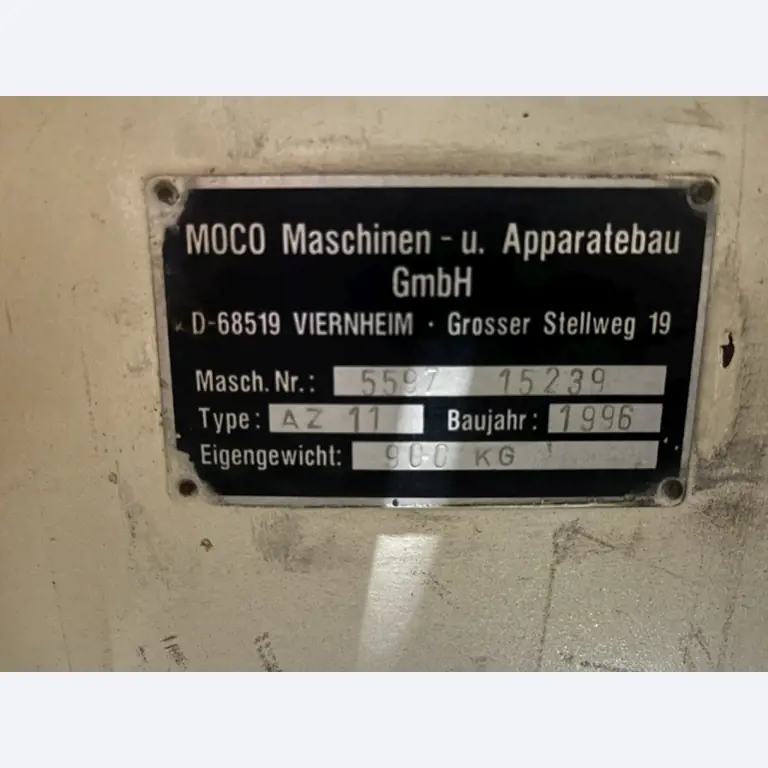 MOCO Maschinen - u. Apparatebau
GmbH
D-68519 VIERNHEIM · Grosser Stellweg 19
Masch. Nr.: 5597 15239
Type: AZ 11 Baujahr: 1996
Eigengewicht: 900 KG